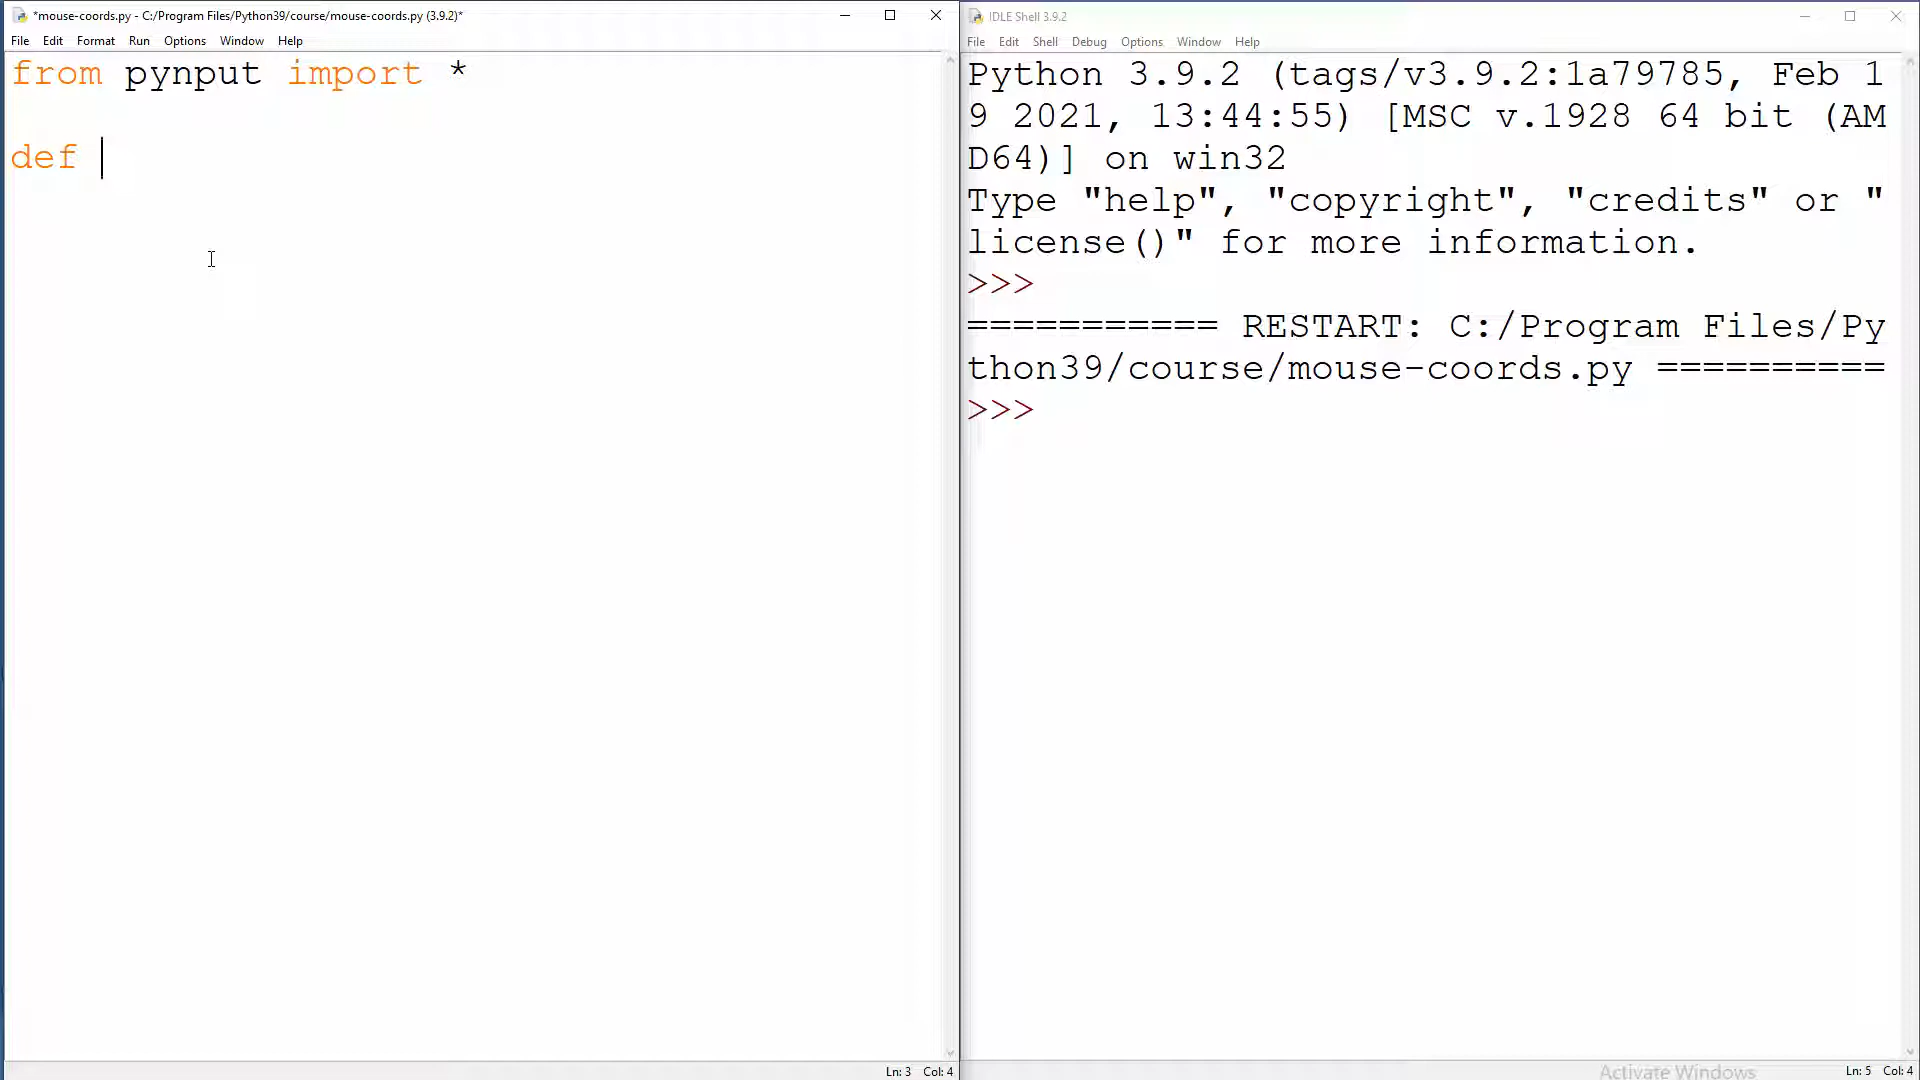 *mouse-coords.py - C:/Program Files/Python39/course/mouse-coords.py (3.9.2)*
File Edit Format Run Options Window Help
from pynput import *
def
Ln: 3 Col: 4
IDLE Shell 3.9.2
File Edit Shell Debug Options Window Help
Python 3.9.2 (tags/v3.9.2:1a79785, Feb 1
9 2021, 13:44:55) [MSC v.1928 64 bit (AM
D64)] on win32
Type "help", "copyright", "credits" or "
license()" for more information.
>>>
=========== RESTART: C:/Program Files/Py
thon39/course/mouse-coords.py ==========
>>>
Activate Windows
Ln: 5 Col: 4